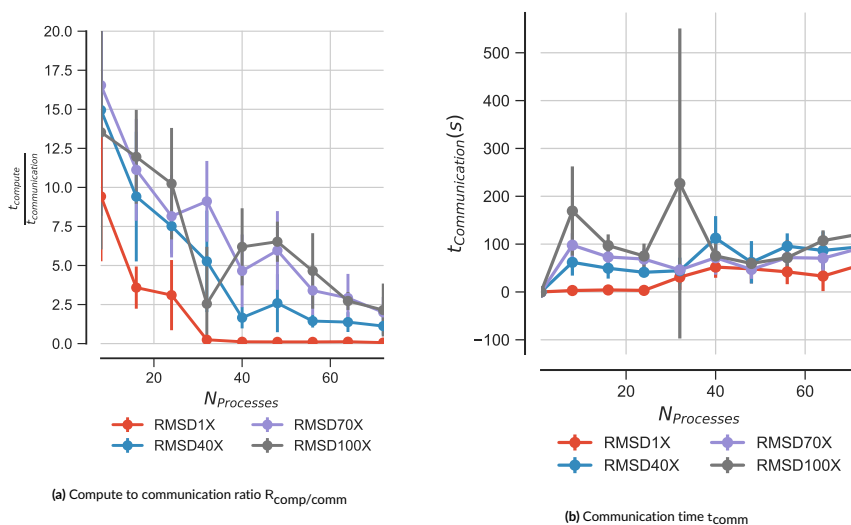 20.0
17.5
15.0
12.5
10.0
7.5
5.0
2.5
0.0
t_compute
t_communication
20 40 60
N_Processes
RMSD1X RMSD70X
RMSD40X RMSD100X
(a) Compute to communication ratio R_comp/comm
500
400
300
200
100
0
−100
t_Communication(s)
20 40 60
N_Processes
RMSD1X RMSD70X
RMSD40X RMSD100X
(b) Communication time t_comm